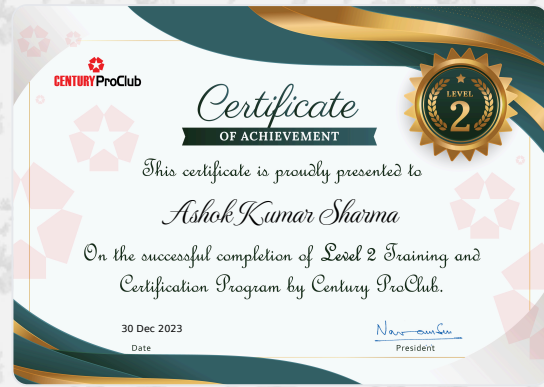 CENTURYProClub
Certificate
OF ACHIEVEMENT
LEVEL
2
This certificate is proudly presented to
Ashok Kumar Sharma
On the successful completion of Level 2 Training and
Certification Program by Century ProClub.
30 Dec 2023
Date
President